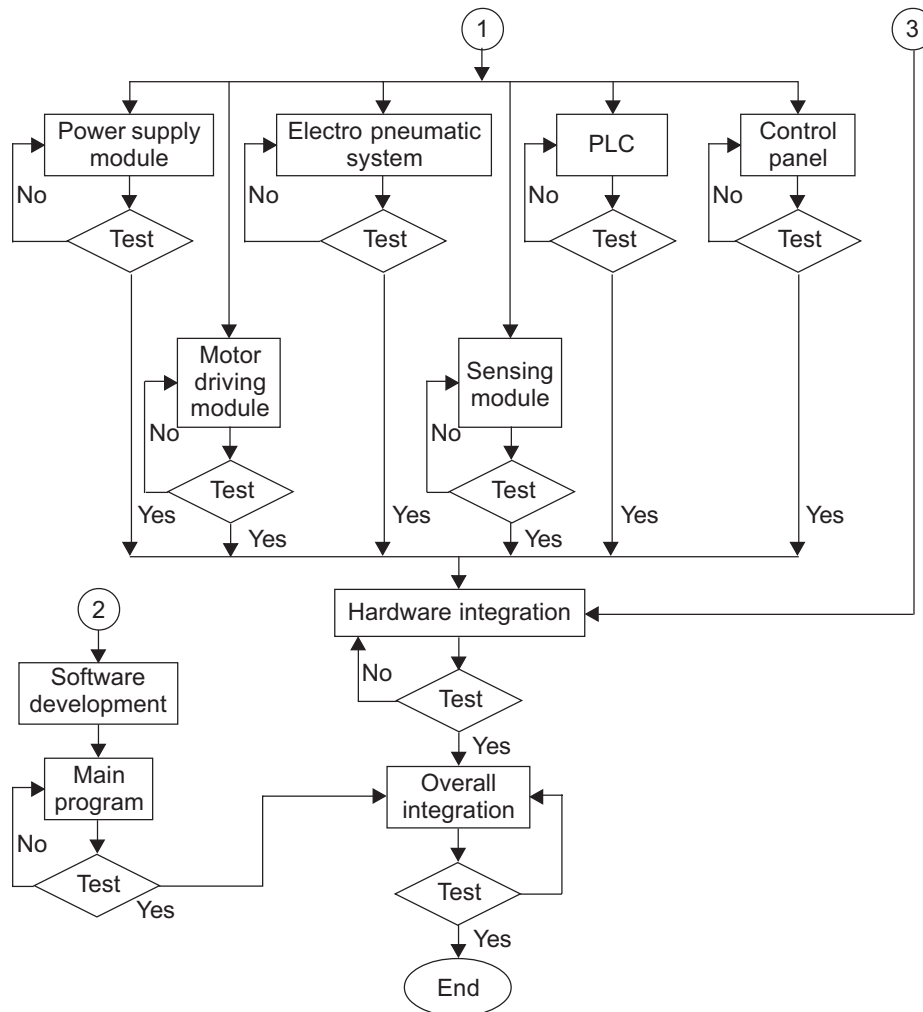 1
3
Power supply
module
Electro pneumatic
system
PLC
Control
panel
No
No
No
No
Test
Test
Test
Test
Motor
driving
module
Sensing
module
No
No
Test
Test
Yes
Yes
Yes
Yes
Yes
Yes
2
Hardware integration
Software
development
No
Test
Yes
Main
program
Overall
integration
No
Test
Yes
Test
Yes
End